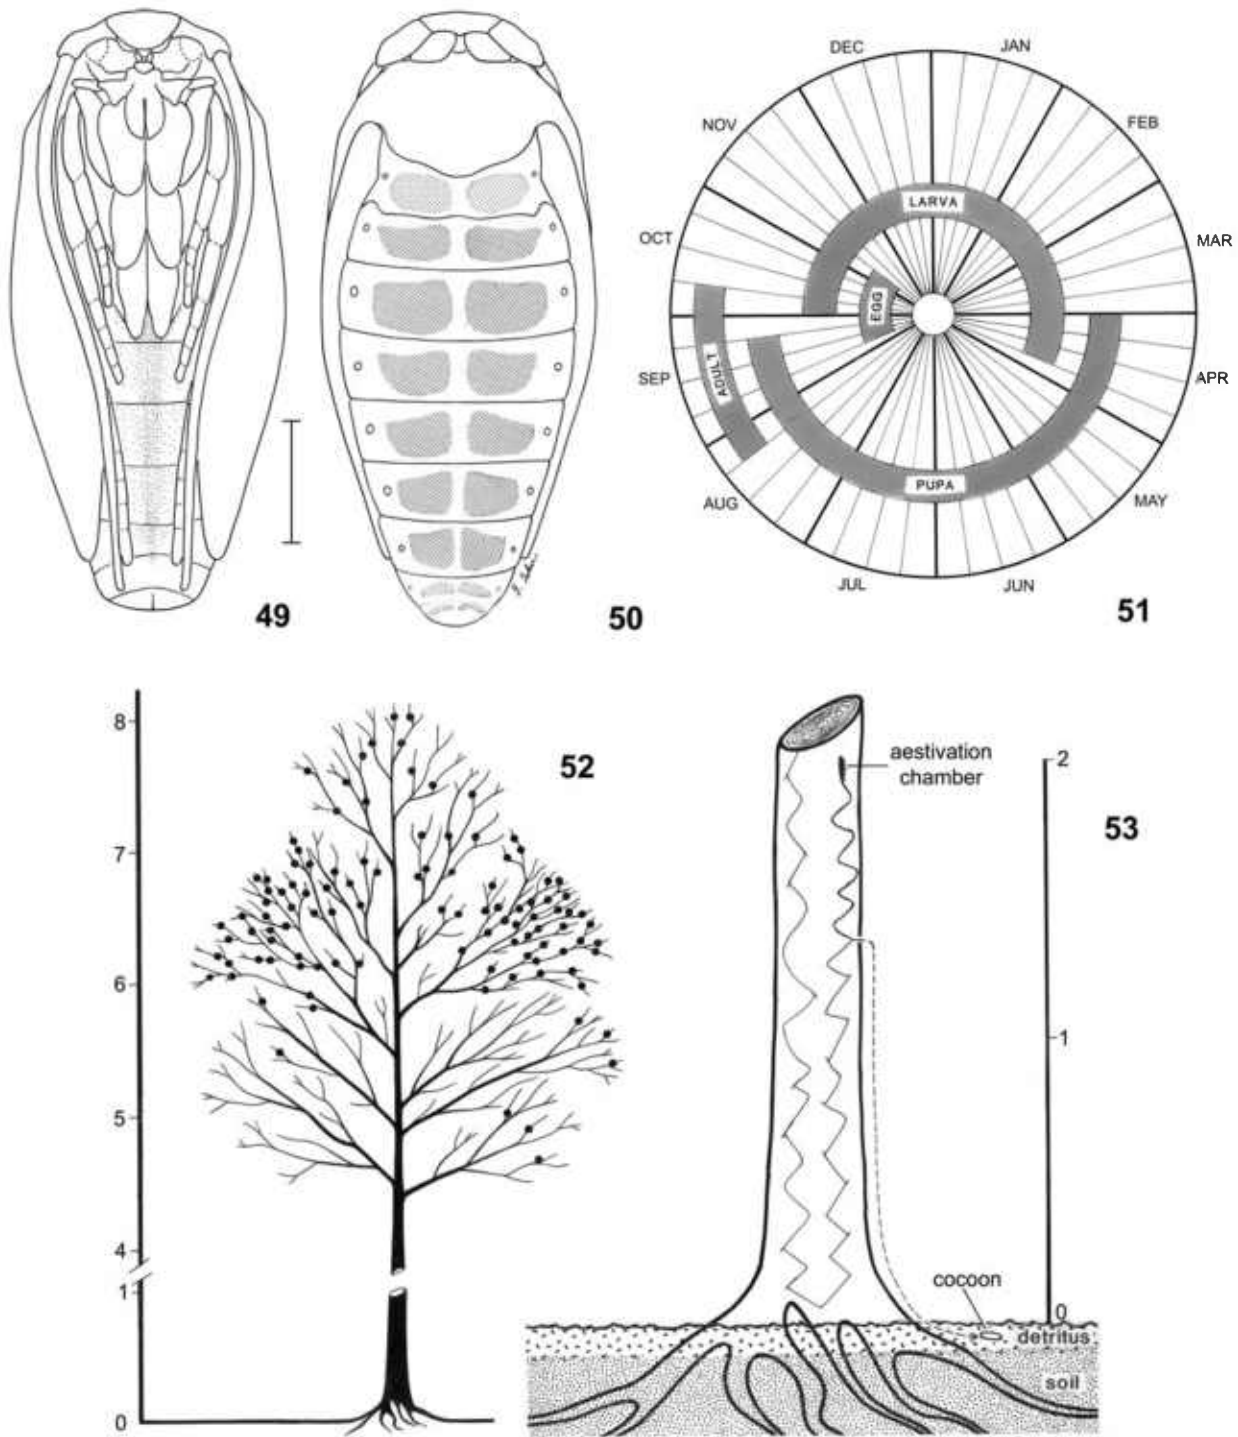 49
50
DEC
JAN
NOV
FEB
OCT
MAR
SEP
APR
AUG
MAY
JUL
JUN
LARVA
EGG
ADULT
PUPA
51
8
7
6
5
4
1
0
52
aestivation
chamber
2
53
1
cocoon
0
detritus
soil